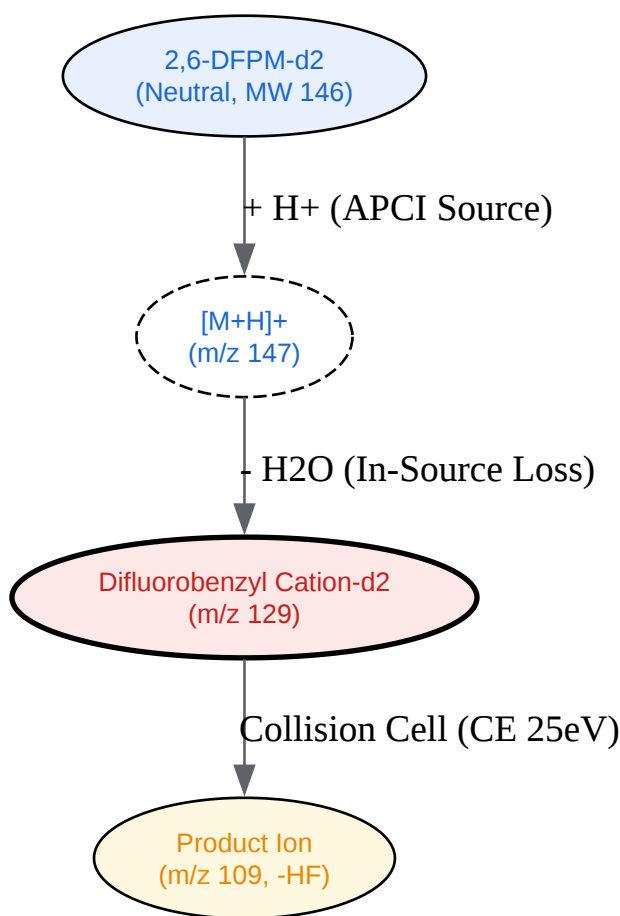 2,6-DFPM-d2
(Neutral, MW 146)
+ H+ (APCI Source)
[M+H]+
(m/z 147)
- H2O (In-Source Loss)
Difluorobenzyl Cation-d2
(m/z 129)
Collision Cell (CE 25eV)
Product Ion
(m/z 109, -HF)